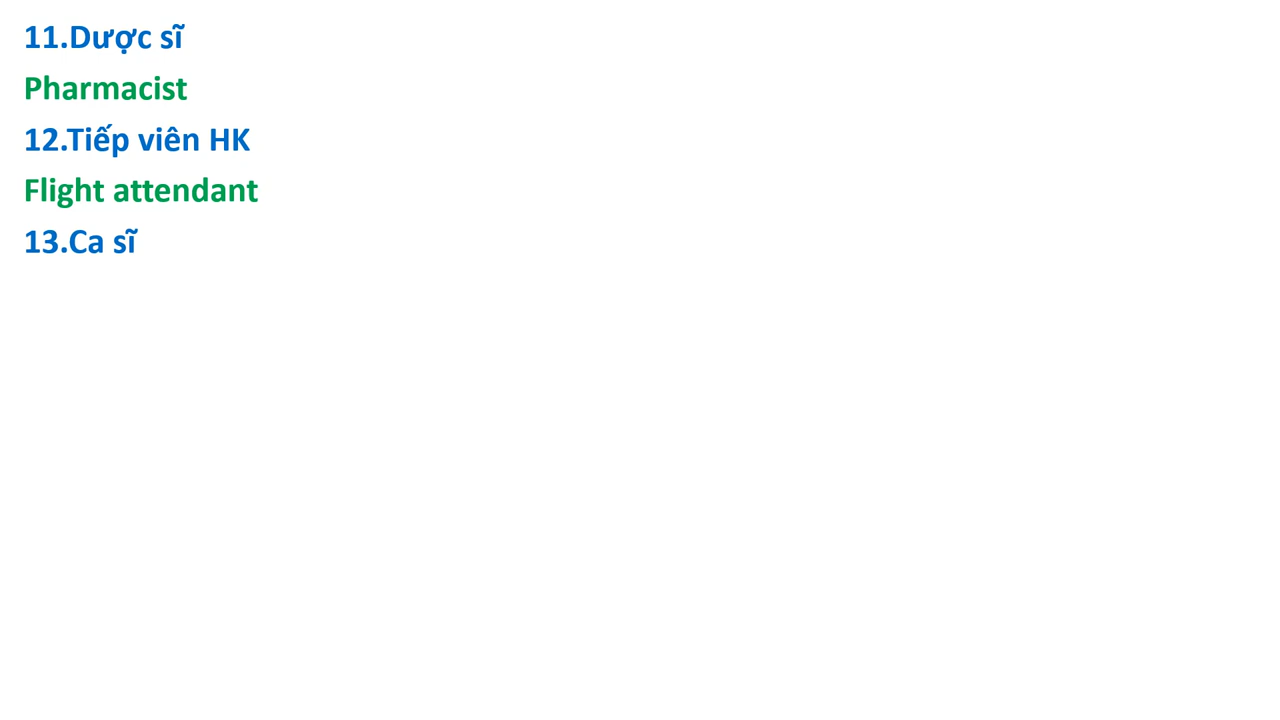 11.Dược sĩ
Pharmacist
12.Tiếp viên HK
Flight attendant
13.Ca sĩ